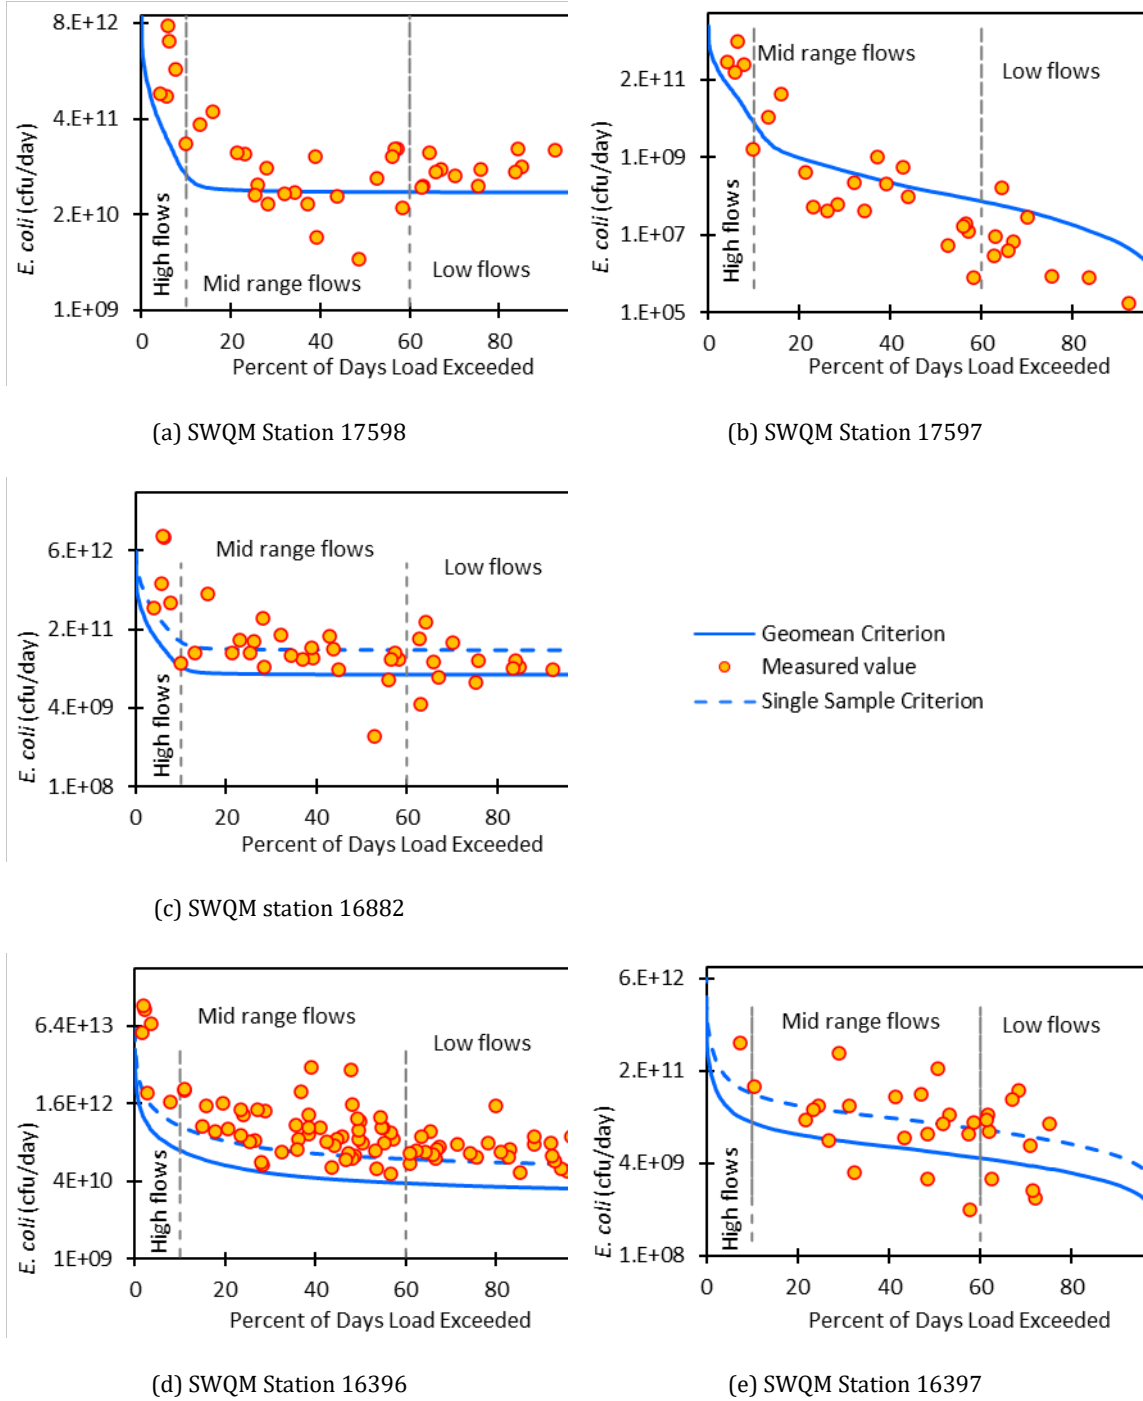 8.E+12
4.E+11
2.E+10
1.E+09
E. coli (cfu/day)
High flows
Mid range flows
Low flows
0 20 40 60 80
Percent of Days Load Exceeded
(a) SWQM Station 17598
2.E+11
1.E+09
1.E+07
1.E+05
E. coli (cfu/day)
High flows
Mid range flows
Low flows
0 20 40 60 80
Percent of Days Load Exceeded
(b) SWQM Station 17597
6.E+12
2.E+11
4.E+09
1.E+08
E. coli (cfu/day)
High flows
Mid range flows
Low flows
0 20 40 60 80
Percent of Days Load Exceeded
(c) SWQM station 16882
Geomean Criterion
Measured value
Single Sample Criterion
6.4E+13
1.6E+12
4.E+10
1.E+09
E. coli (cfu/day)
High flows
Mid range flows
Low flows
0 20 40 60 80
Percent of Days Load Exceeded
(d) SWQM Station 16396
6.E+12
2.E+11
4.E+09
1.E+08
E. coli (cfu/day)
High flows
Mid range flows
Low flows
0 20 40 60 80
Percent of Days Load Exceeded
(e) SWQM Station 16397